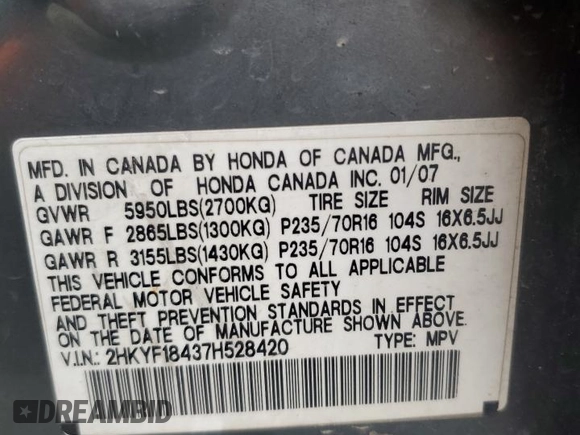 MFD. IN CANADA BY HONDA OF CANADA MFG.,
A DIVISION OF HONDA CANADA INC. 01/07
GVWR 5950LBS(2700KG) TIRE SIZE RIM SIZE
GAWR F 2865LBS(1300KG) P235/70R16 104S 16X6.5JJ
GAWR R 3155LBS(1430KG) P235/70R16 104S 16X6.5JJ
THIS VEHICLE CONFORMS TO ALL APPLICABLE
FEDERAL MOTOR VEHICLE SAFETY
AND THEFT PREVENTION STANDARDS IN EFFECT
ON THE DATE OF MANUFACTURE SHOWN ABOVE.
V.I.N.: 2HKYF18437H528420 TYPE: MPV
DREAMBID